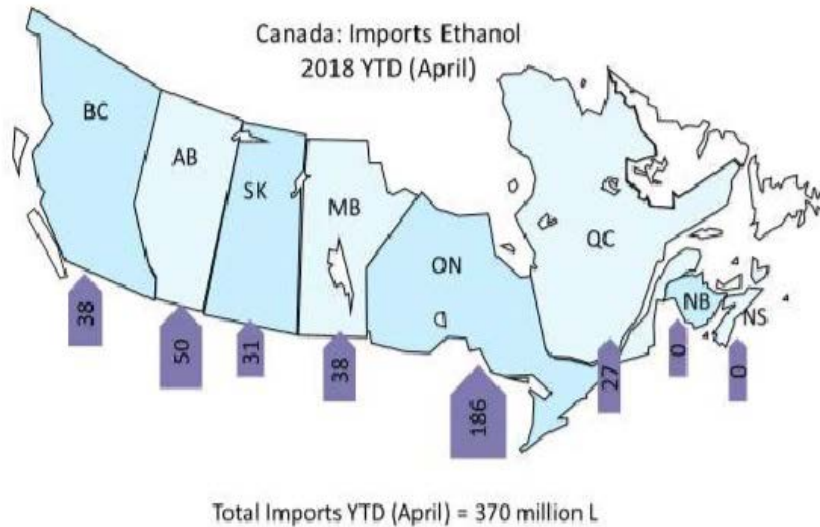 Canada: Imports Ethanol
2018 YTD (April)
BC
AB
SK
MB
ON
QC
NB
NS
38
50
31
38
186
27
0
0
Total Imports YTD (April) = 370 million L